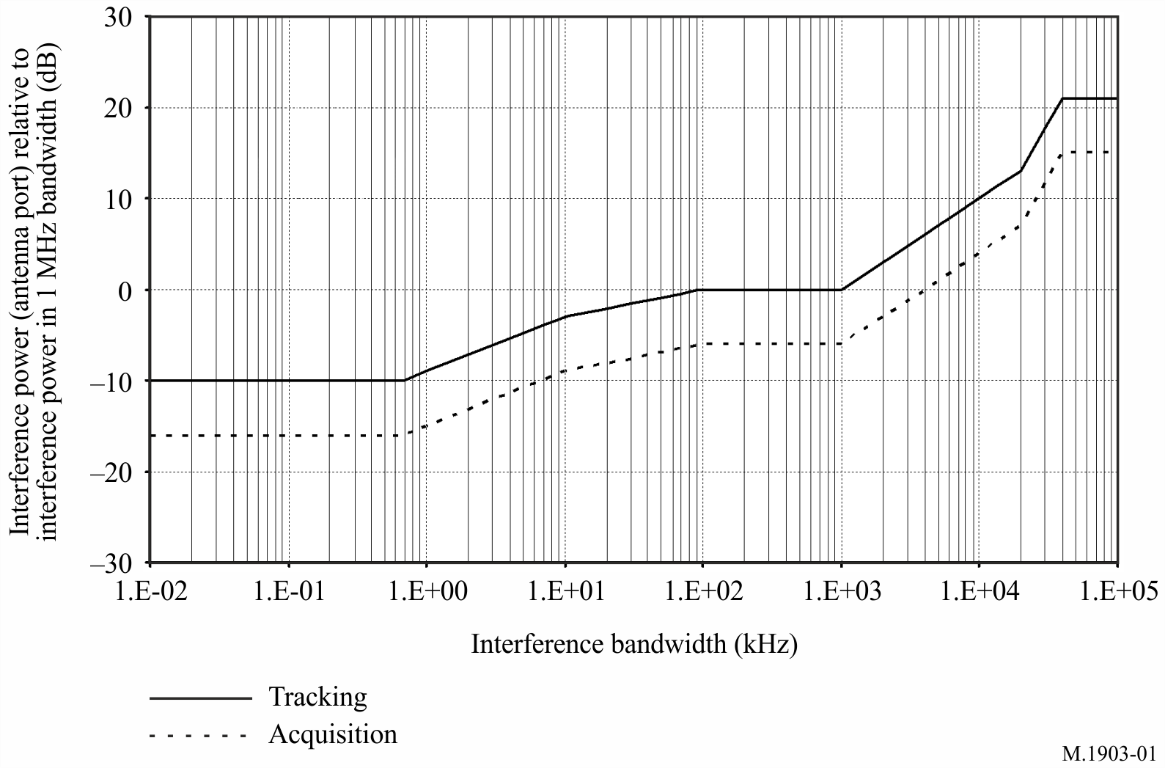 Interference power (antenna port) relative to
interference power in 1 MHz bandwidth (dB)
30
20
10
0
–10
–20
–30
1.E-02 1.E-01 1.E+00 1.E+01 1.E+02 1.E+03 1.E+04 1.E+05
Interference bandwidth (kHz)
Tracking
Acquisition
M.1903-01